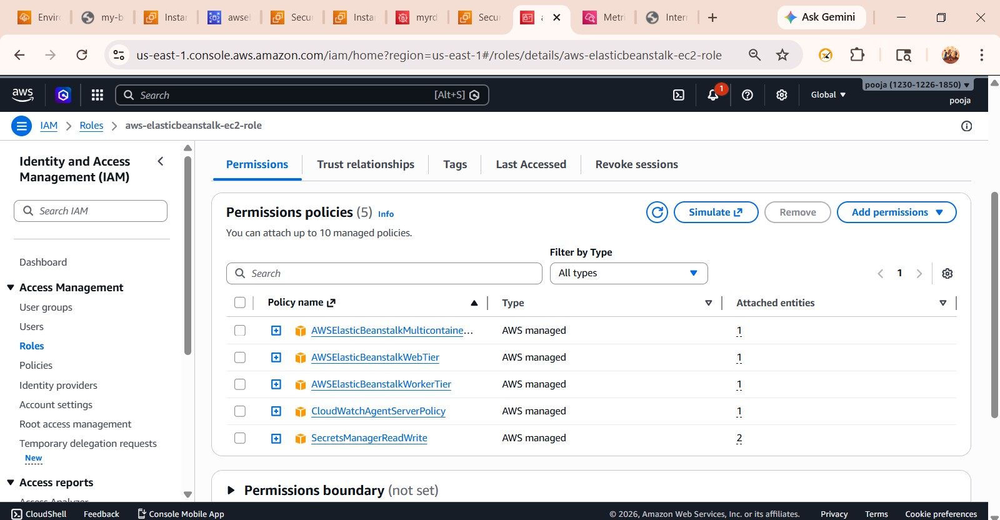 Envir
my-b
Instar
awsel
Secu
Insta
myrd
Secu
Metri
Intern
Ask Gemini
us-east-1.console.aws.amazon.com/iam/home?region=us-east-1#/roles/details/aws-elasticbeanstalk-ec2-role
aws
Search
[Alt+S]
1
Global
pooja (1230-1226-1850)
pooja
IAM
Roles
aws-elasticbeanstalk-ec2-role
Identity and Access
Management (IAM)
Search IAM
Dashboard
Access Management
User groups
Users
Roles
Policies
Identity providers
Account settings
Root access management
Temporary delegation requests
New
Access reports
Access Analyzer
Permissions
Trust relationships
Tags
Last Accessed
Revoke sessions
Permissions policies (5) Info
Simulate
Remove
Add permissions
You can attach up to 10 managed policies.
Filter by Type
Search
All types
1
Policy name
Type
Attached entities
AWSElasticBeanstalkMulticontaine... AWS managed 1
AWSElasticBeanstalkWebTier AWS managed 1
AWSElasticBeanstalkWorkerTier AWS managed 1
CloudWatchAgentServerPolicy AWS managed 1
SecretsManagerReadWrite AWS managed 2
Permissions boundary (not set)
CloudShell
Feedback
Console Mobile App
© 2026, Amazon Web Services, Inc. or its affiliates.
Privacy
Terms
Cookie preferences